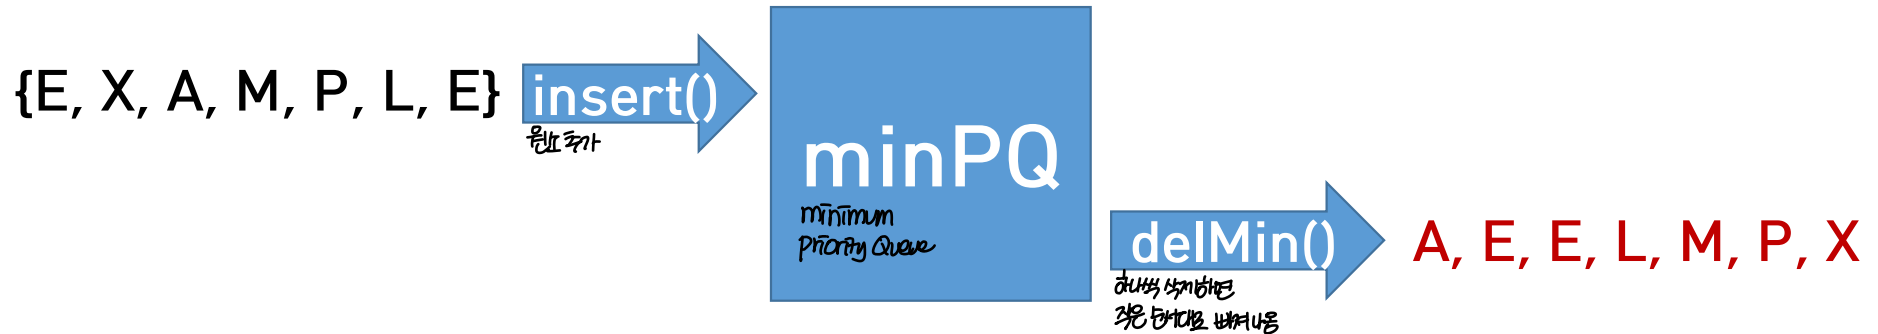 {E, X, A, M, P, L, E}
insert()
원소 추가
minPQ
minimum
Priority Queue
delMin()
하나씩 삭제하면
작은 순서대로 빠져나옴
A, E, E, L, M, P, X